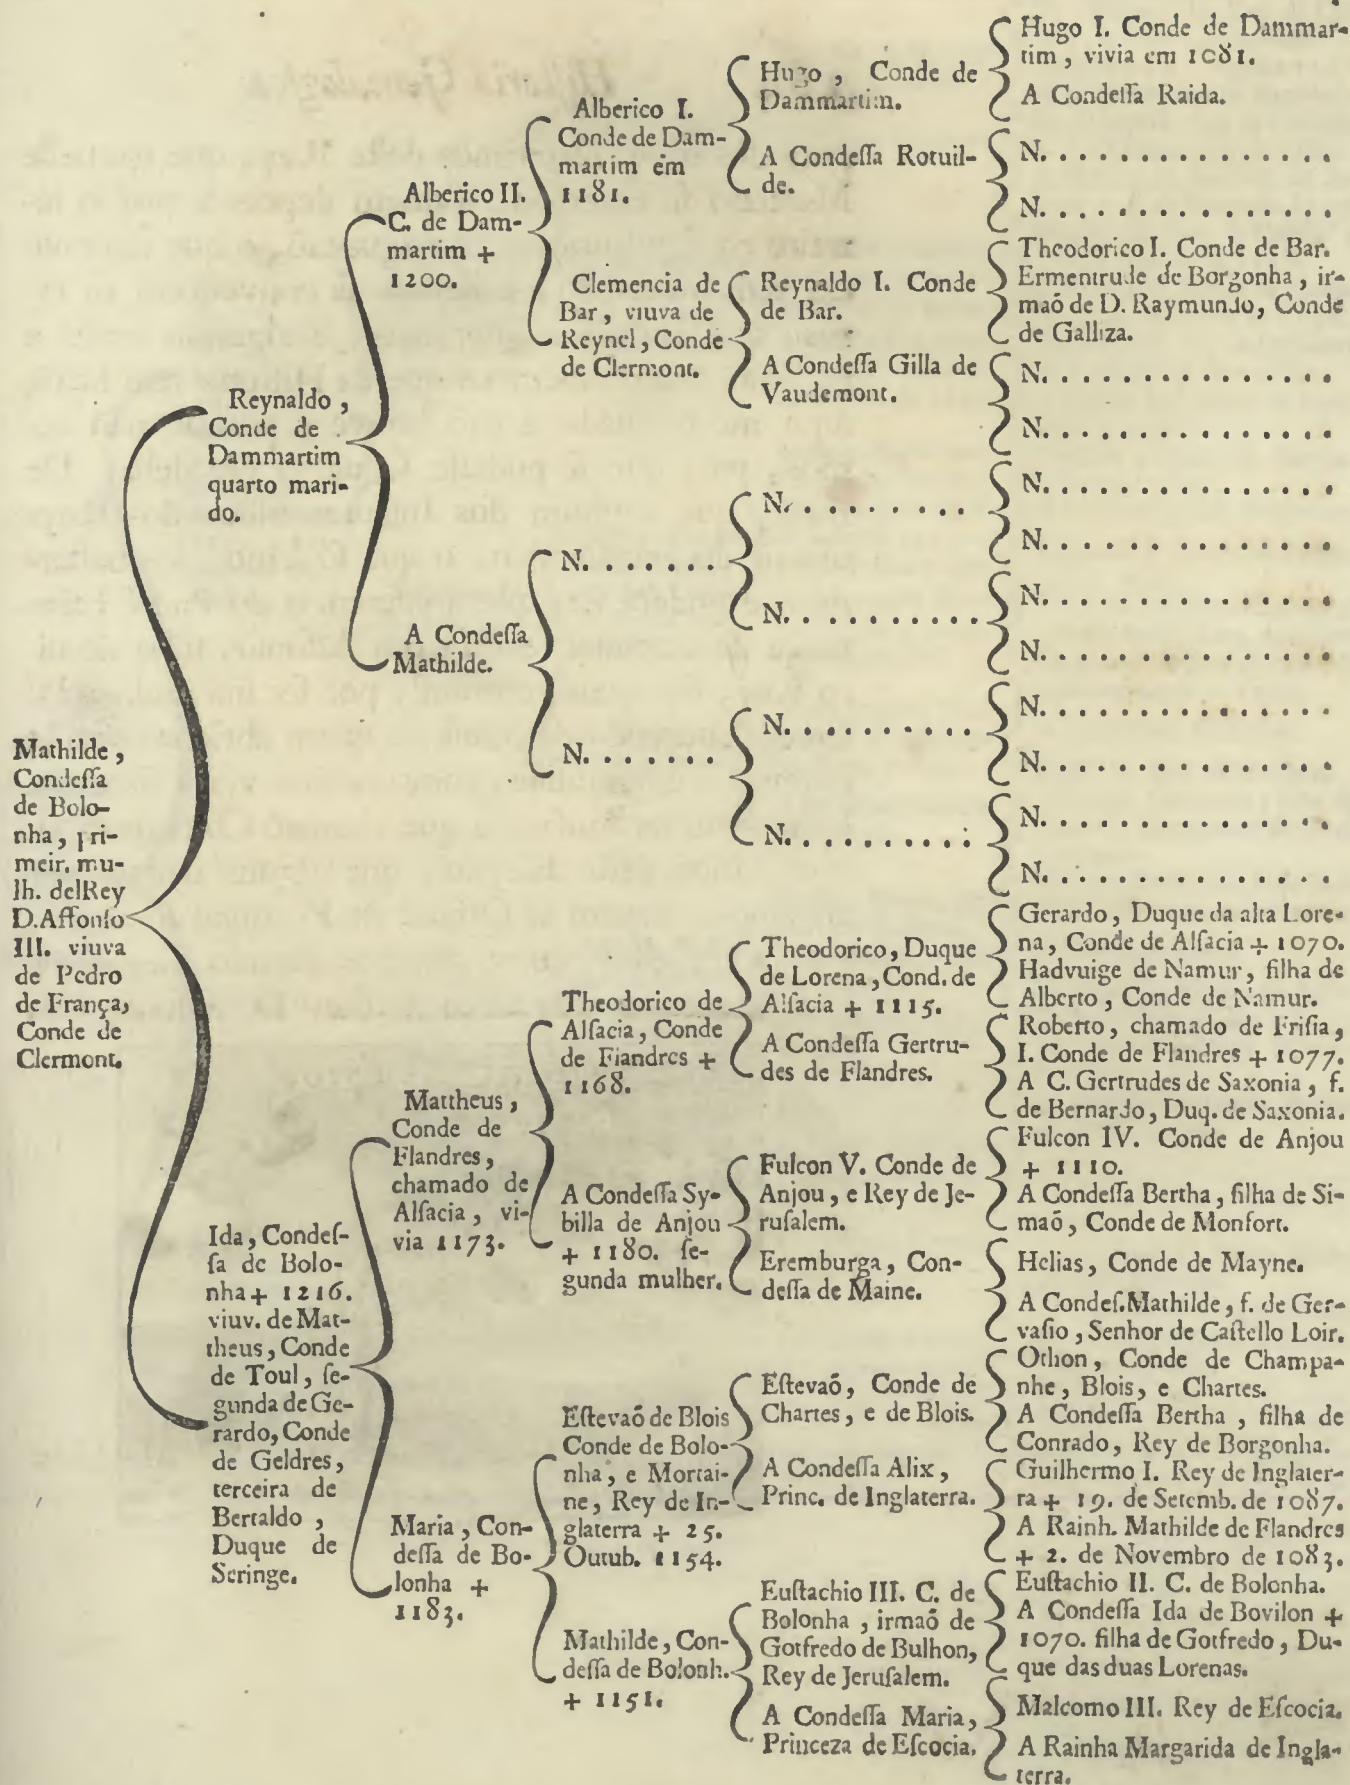 Mathilde,
Condeſſa
de Bolo-
nha, pri-
meir. mu-
lh. delRey
D. Affonſo
III. viuva
de Pedro
de França,
Conde de
Clermont.
Reynaldo,
Conde de
Dammartim
quarto mari-
do.
Ida, Condeſ-
ſa de Bolo-
nha + 1216.
viuv. de Mat-
theus, Conde
de Toul, ſe-
gunda de Ge-
rardo, Conde
de Geldres,
terceira de
Bertaldo,
Duque de
Seringe.
Alberico II.
C. de Dam-
martim +
1200.
A Condeſſa
Mathilde.
Mattheus,
Conde de
Flandres,
chamado de
Alſacia, vi-
via 1173.
Maria, Con-
deſſa de Bo-
lonha +
1183.
Alberico I.
Conde de Dam-
martim em
1181.
Clemencia de
Bar, viuva de
Reynel, Conde
de Clermont.
N. . . . . . .
N. . . . . . .
Theodorico de
Alſacia, Conde
de Flandres +
1168.
A Condeſſa Sy-
billa de Anjou
+ 1180. ſe-
gunda mulher.
Eſtevaõ de Blois
Conde de Bolo-
nha, e Mortai-
ne, Rey de In-
glaterra + 25.
Outub. 1154.
Mathilde, Con-
deſſa de Bolonh.
+ 1151.
Hugo, Conde de
Dammartim.
A Condeſſa Rotuil-
de.
Reynaldo I. Conde
de Bar.
A Condeſſa Gilla de
Vaudemont.
N. . . . . . . . .
N. . . . . . . . . .
N. . . . . . . . . .
N. . . . . . . . .
Theodorico, Duque
de Lorena, Cond. de
Alſacia + 1115.
A Condeſſa Gertru-
des de Flandres.
Fulcon V. Conde de
Anjou, e Rey de Je-
ruſalem.
Eremburga, Con-
deſſa de Maine.
Eſtevaõ, Conde de
Chartes, e de Blois.
A Condeſſa Alix,
Princ. de Inglaterra.
Euſtachio III. C. de
Bolonha, irmaõ de
Gotfredo de Bulhon,
Rey de Jeruſalem.
A Condeſſa Maria,
Princeza de Eſcocia.
Hugo I. Conde de Dammar-
tim, vivia em 1081.
A Condeſſa Raida.
N. . . . . . . . . . . . . . .
N. . . . . . . . . . . . . . .
Theodorico I. Conde de Bar.
Ermentrude de Borgonha, ir-
maõ de D. Raymundo, Conde
de Galliza.
N. . . . . . . . . . . . . . .
N. . . . . . . . . . . . . . .
N. . . . . . . . . . . . . . .
N. . . . . . . . . . . . . . .
N. . . . . . . . . . . . . . .
N. . . . . . . . . . . . . . .
N. . . . . . . . . . . . . . .
N. . . . . . . . . . . . . . .
N. . . . . . . . . . . . . . .
N. . . . . . . . . . . . . . .
Gerardo, Duque da alta Lore-
na, Conde de Alſacia + 1070.
Hadvuige de Namur, filha de
Alberto, Conde de Namur.
Roberto, chamado de Friſia,
I. Conde de Flandres + 1077.
A C. Gertrudes de Saxonia, f.
de Bernardo, Duq. de Saxonia.
Fulcon IV. Conde de Anjou
+ 1110.
A Condeſſa Bertha, filha de Si-
maõ, Conde de Monfort.
Helias, Conde de Mayne.
A Condeſ. Mathilde, f. de Ger-
vaſio, Senhor de Caſtello Loir.
Othon, Conde de Champa-
nhe, Blois, e Chartes.
A Condeſſa Bertha, filha de
Conrado, Rey de Borgonha.
Guilhermo I. Rey de Inglater-
ra + 19. de Setemb. de 1087.
A Rainh. Mathilde de Flandres
+ 2. de Novembro de 1083.
Euſtachio II. C. de Bolonha.
A Condeſſa Ida de Bovilon +
1070. filha de Gotfredo, Du-
que das duas Lorenas.
Malcomo III. Rey de Eſcocia.
A Rainha Margarida de Ingla-
terra.